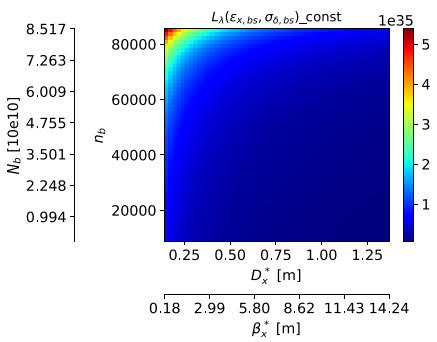 L_λ(ε_{x,bs}, σ_{δ,bs})_const
1e35
8.517
7.263
6.009
4.755
3.501
2.248
0.994
N_b [10e10]
80000
60000
40000
20000
n_b
5
4
3
2
1
0.25 0.50 0.75 1.00 1.25
D_x^* [m]
0.18 2.99 5.80 8.62 11.43 14.24
β_x^* [m]